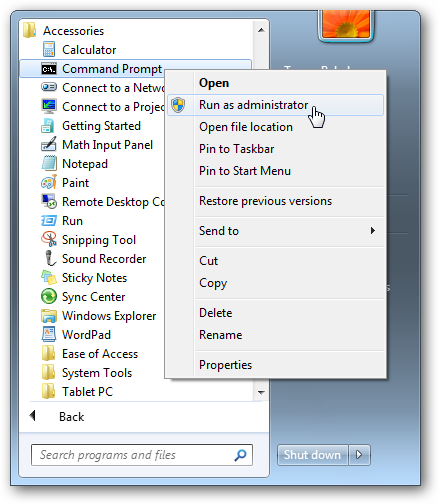 Accessories
Calculator
Command Prompt
Connect to a Netw
Connect to a Projec
Getting Started
Math Input Panel
Notepad
Paint
Remote Desktop Co
Run
Snipping Tool
Sound Recorder
Sticky Notes
Sync Center
Windows Explorer
WordPad
Ease of Access
System Tools
Tablet PC
Back
Search programs and files
Open
Run as administrator
Open file location
Pin to Taskbar
Pin to Start Menu
Restore previous versions
Send to
Cut
Copy
Delete
Rename
Properties
Shut down